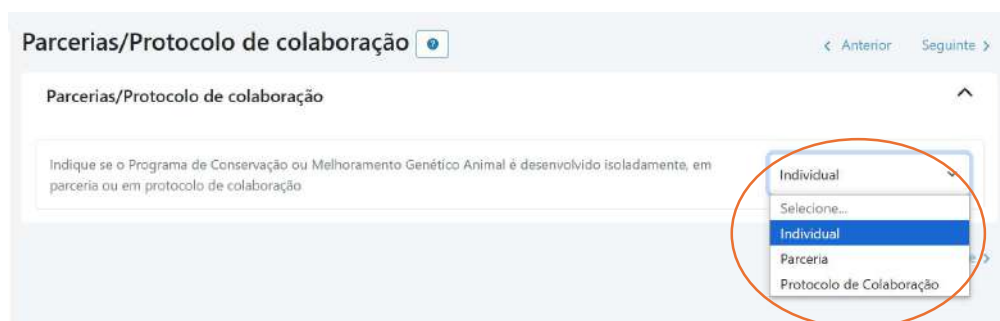 Parcerias/Protocolo de colaboração
Anterior Seguinte
Parcerias/Protocolo de colaboração
Indique se o Programa de Conservação ou Melhoramento Genético Animal é desenvolvido isoladamente, em
parceria ou em protocolo de colaboração
Individual
Selecione...
Individual
Parceria
Protocolo de Colaboração